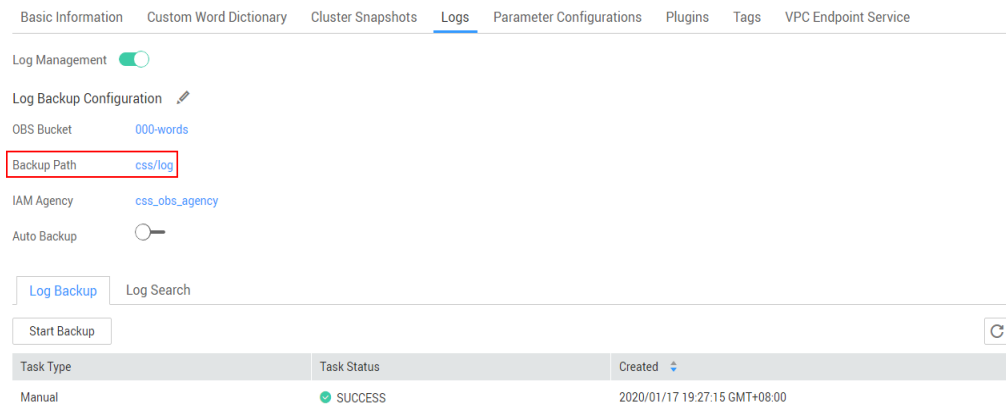 Basic Information Custom Word Dictionary Cluster Snapshots Logs Parameter Configurations Plugins Tags VPC Endpoint Service
Log Management
Log Backup Configuration
OBS Bucket 000-words
Backup Path css/log
IAM Agency css_obs_agency
Auto Backup
Log Backup Log Search
Start Backup
Task Type Task Status Created
Manual SUCCESS 2020/01/17 19:27:15 GMT+08:00